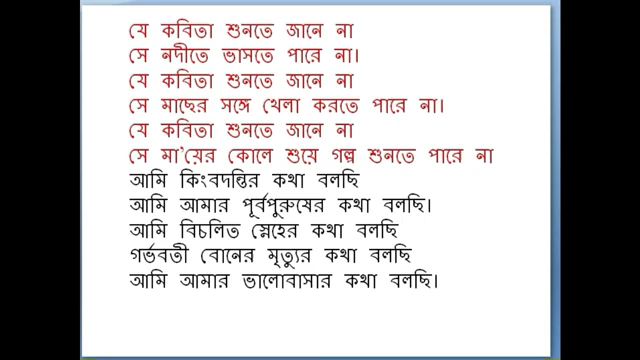 যে কবিতা শুনতে জানে না
সে নদীতে ভাসতে পারে না।
যে কবিতা শুনতে জানে না
সে মাছের সঙ্গে খেলা করতে পারে না।
যে কবিতা শুনতে জানে না
সে মা’য়ের কোলে শুয়ে গল্প শুনতে পারে না
আমি কিংবদন্তির কথা বলছি
আমি আমার পূর্বপুরুষের কথা বলছি।
আমি বিচলিত স্নেহের কথা বলছি
গর্ভবতী বোনের মৃত্যুর কথা বলছি
আমি আমার ভালোবাসার কথা বলছি।